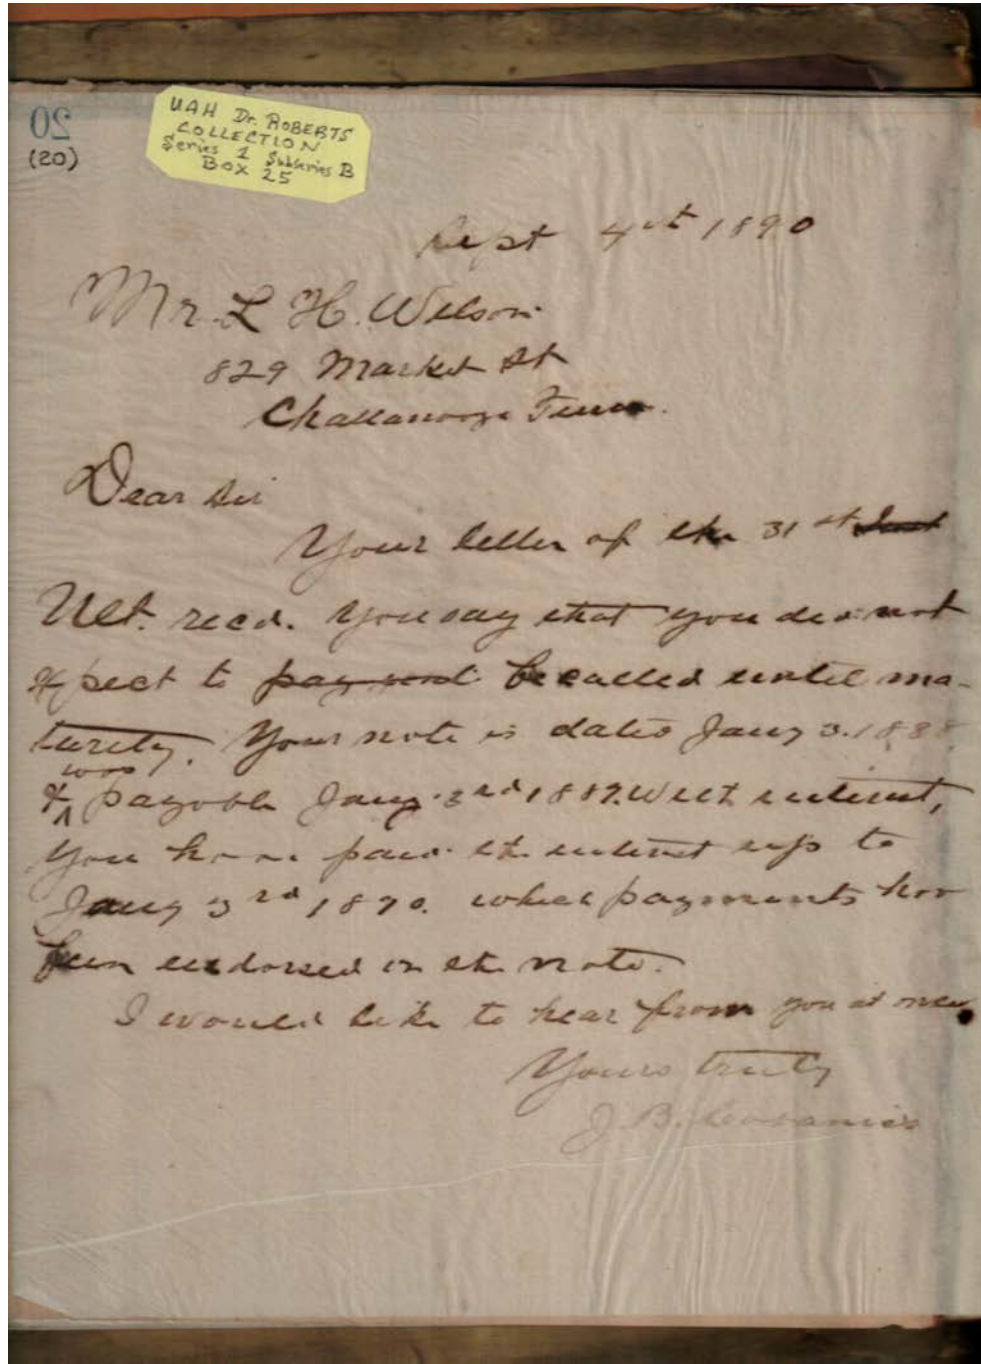 20
(20)
UAH Dr. ROBERTS
COLLECTION
Series 1 Subseries B
Box 25
Sept 4th 1890
Mr. L H. Wilson
829 Market St
Chattanooga Tenn.
Dear Sir
Your letter of the 31st Inst
Ult. recd. You say that you did not
expect to pay until be called until ma-
turity. Your note is dated Jany 3. 1888
was
& payable Jany 3rd 1889. with interest,
You have paid the interest up to
Jany 3rd 1890. which payments have
been endorsed on the note.
I would like to hear from you at once
Yours truly
J. B.